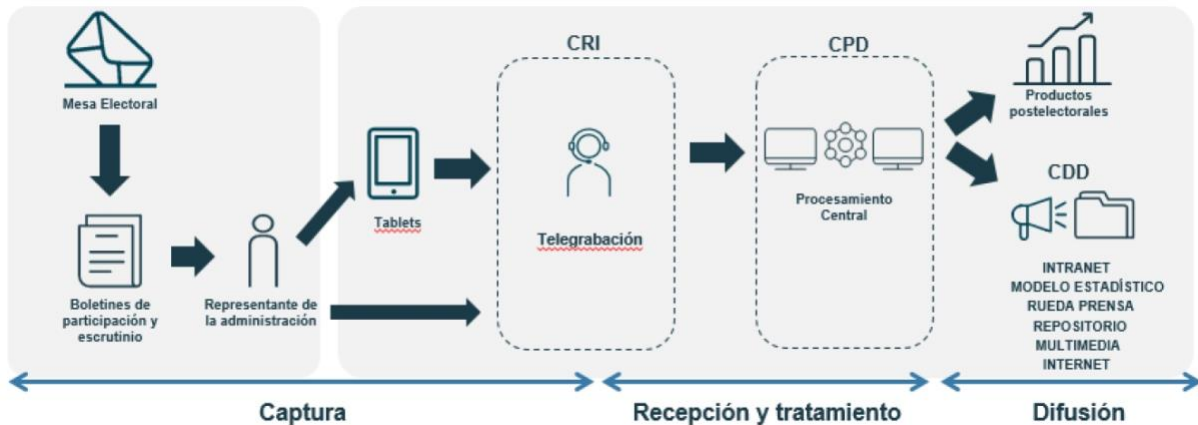 Mesa Electoral
Boletines de
participación y
escrutinio
Representante de
la administración
Tablets
CRI
Telegrabación
CPD
Procesamiento
Central
Productos
postelectorales
CDD
INTRANET
MODELO ESTADÍSTICO
RUEDA PRENSA
REPOSITORIO
MULTIMEDIA
INTERNET
Captura
Recepción y tratamiento
Difusión